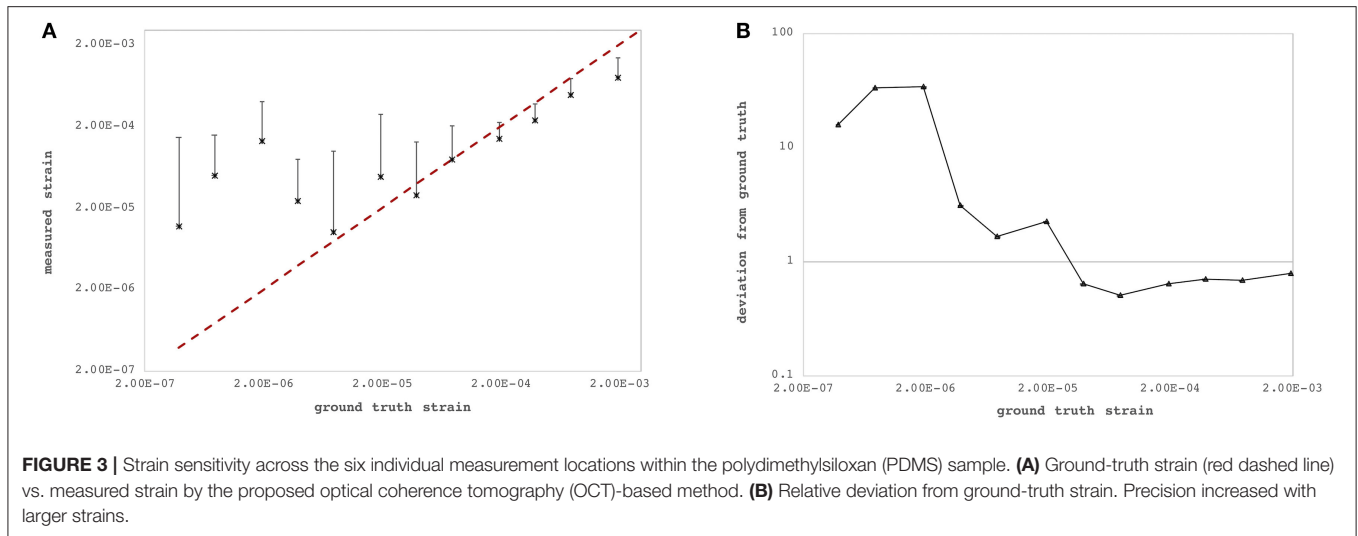 A
2.00E-03
2.00E-04
2.00E-05
2.00E-06
2.00E-07
measured strain
2.00E-07 2.00E-06 2.00E-05 2.00E-04 2.00E-03
ground truth strain
B
100
10
1
0.1
deviation from ground truth
2.00E-07 2.00E-06 2.00E-05 2.00E-04 2.00E-03
ground truth strain
FIGURE 3 | Strain sensitivity across the six individual measurement locations within the polydimethylsiloxan (PDMS) sample. (A) Ground-truth strain (red dashed line)
vs. measured strain by the proposed optical coherence tomography (OCT)-based method. (B) Relative deviation from ground-truth strain. Precision increased with
larger strains.